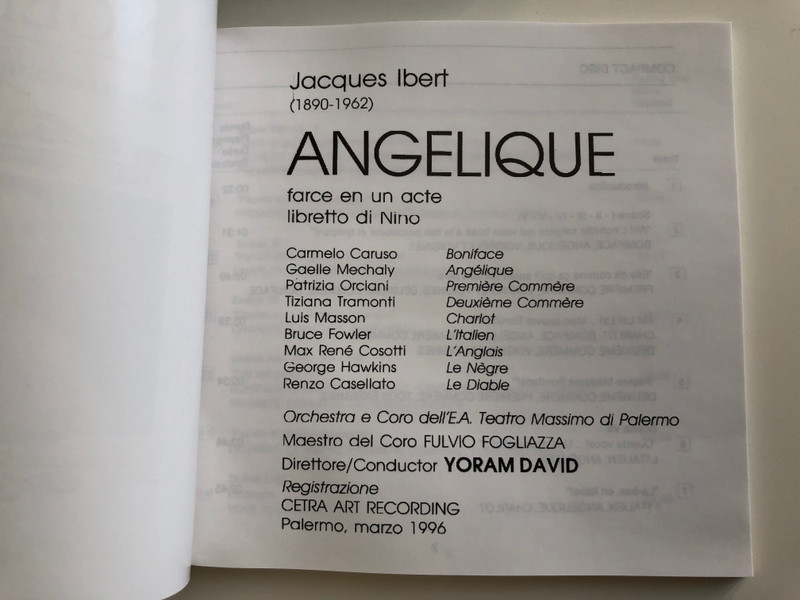 Jacques Ibert
(1890-1962)
ANGELIQUE
farce en un acte
libretto di Nino
Carmelo Caruso Boniface
Gaelle Mechaly Angélique
Patrizia Orciani Première Commère
Tiziana Tramonti Deuxième Commère
Luis Masson Charlot
Bruce Fowler L'Italien
Max René Cosotti L'Anglais
George Hawkins Le Nègre
Renzo Casellato Le Diable
Orchestra e Coro dell'E.A. Teatro Massimo di Palermo
Maestro del Coro FULVIO FOGLIAZZA
Direttore/Conductor YORAM DAVID
Registrazione
CETRA ART RECORDING
Palermo, marzo 1996